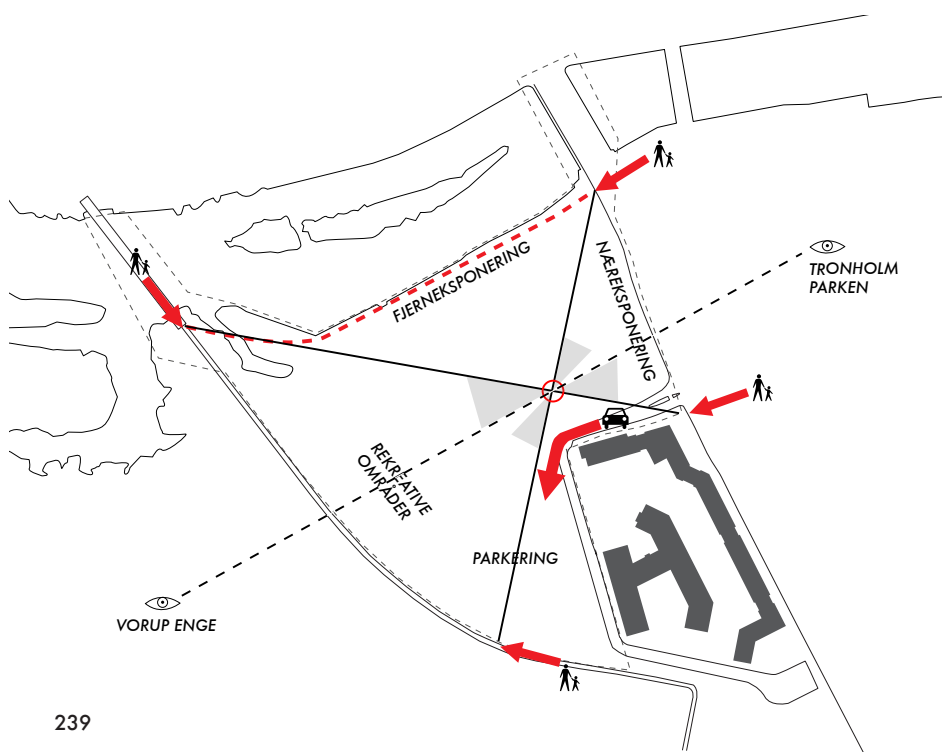 FJERNEKSPONERING
NÆREKSPONERING
TRONHOLM
PARKEN
REKREATIVE
OMRÅDER
PARKERING
VORUP ENGE
239